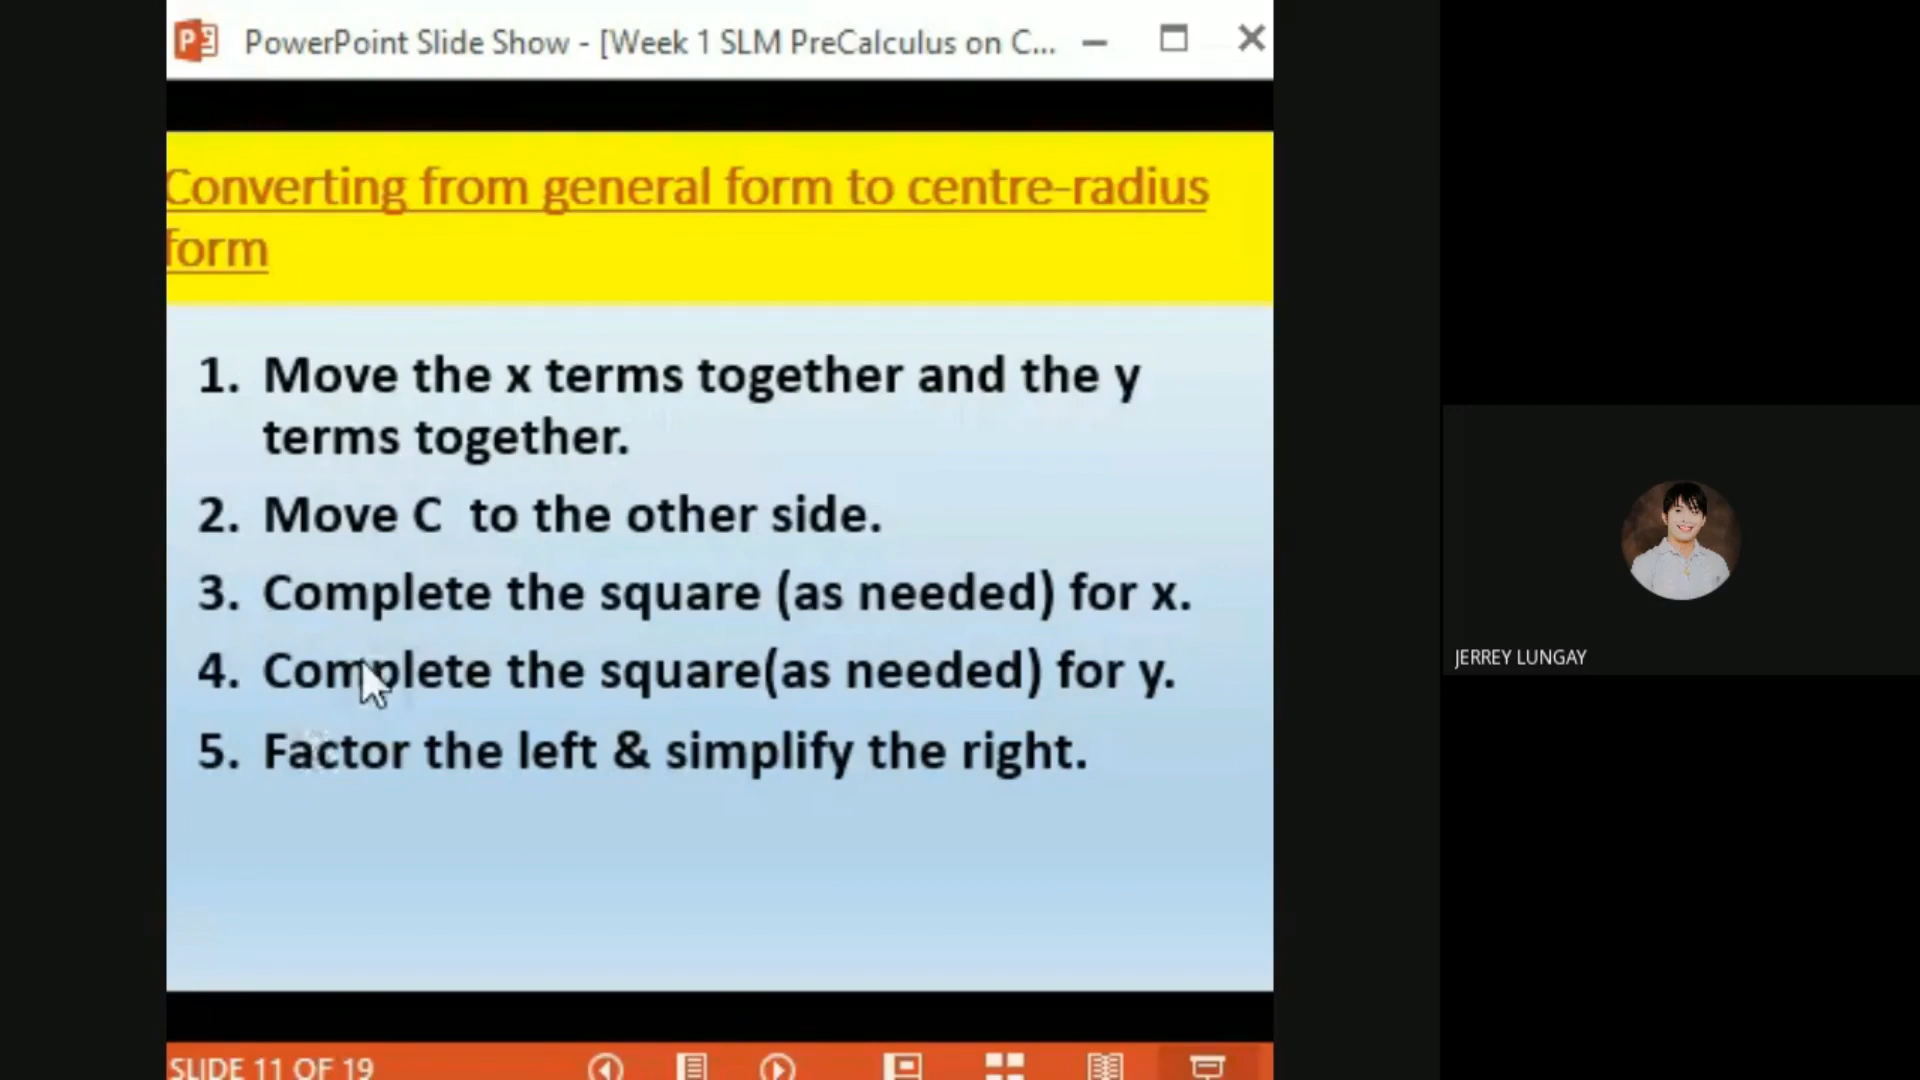 PowerPoint Slide Show - [Week 1 SLM PreCalculus on C...
Converting from general form to centre-radius
form
1. Move the x terms together and the y
terms together.
2. Move C to the other side.
3. Complete the square (as needed) for x.
4. Complete the square(as needed) for y.
5. Factor the left & simplify the right.
JERREY LUNGAY
SLIDE 11 OF 19